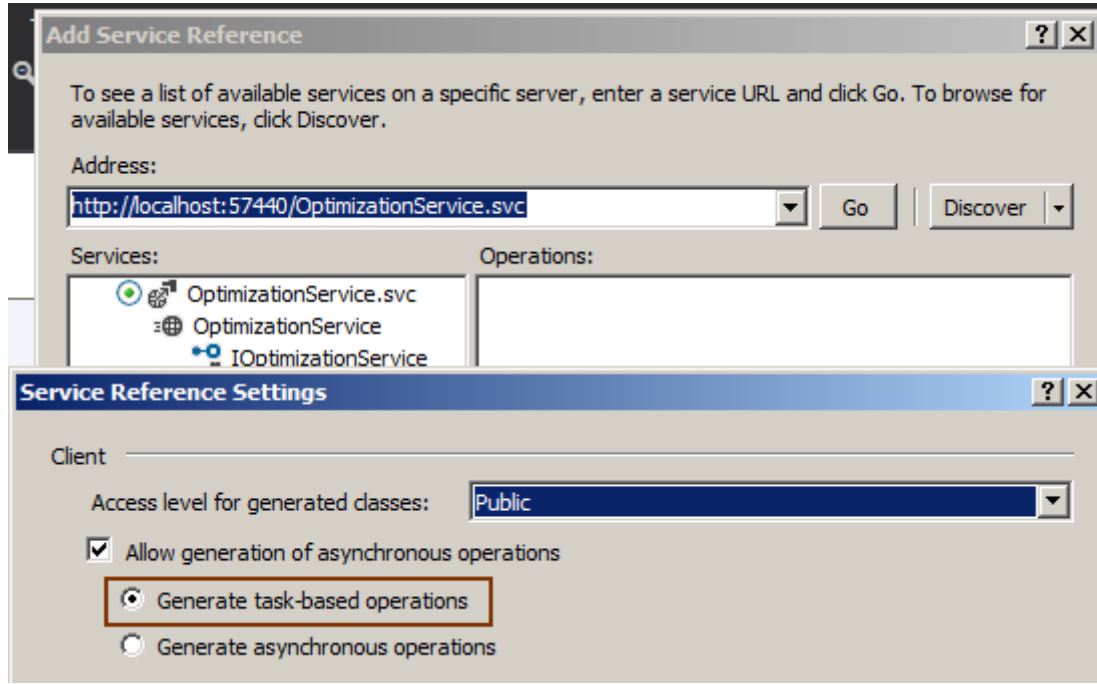 Add Service Reference
To see a list of available services on a specific server, enter a service URL and click Go. To browse for
available services, click Discover.
Address:
http://localhost:57440/OptimizationService.svc
Go
Discover
Services:
Operations:
OptimizationService.svc
OptimizationService
IOptimizationService
Service Reference Settings
Client
Access level for generated classes:
Public
Allow generation of asynchronous operations
Generate task-based operations
Generate asynchronous operations